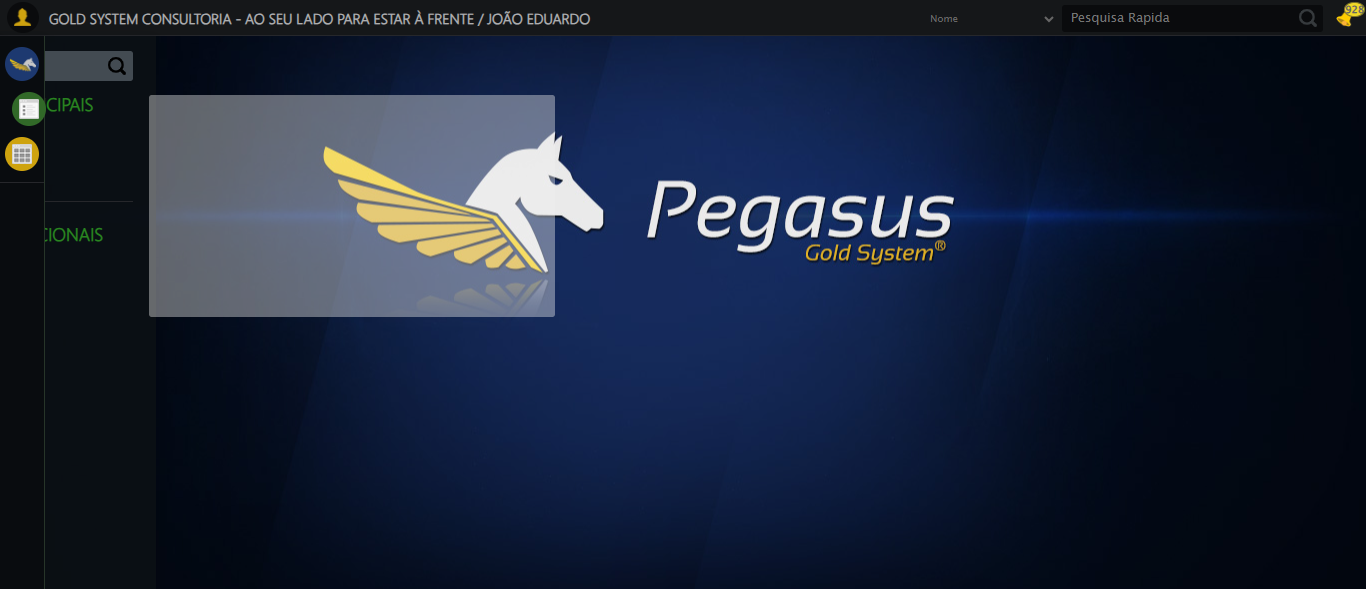 GOLD SYSTEM CONSULTORIA - AO SEU LADO PARA ESTAR À FRENTE / JOÃO EDUARDO
Nome
Pesquisa Rapida
928
CIPAIS
CIONAIS
Pegasus
Gold System®